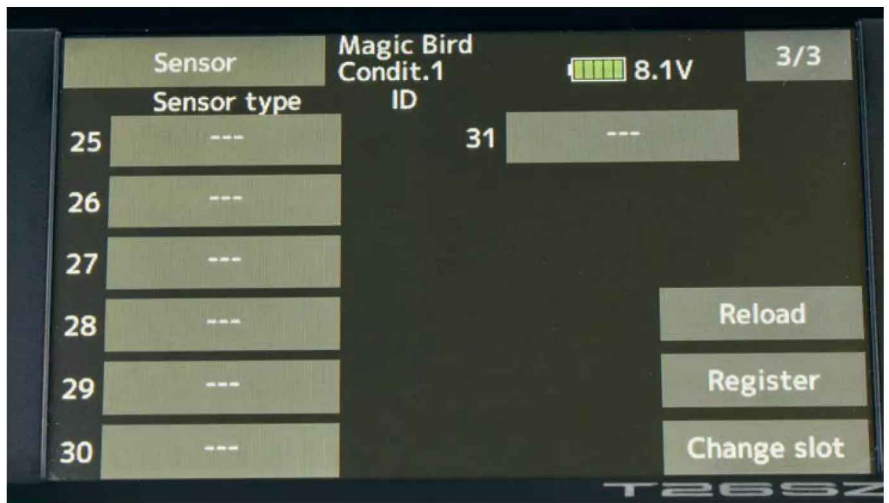 Sensor
Magic Bird
Condit.1
8.1V
3/3
Sensor type
ID
25 ---
31 ---
26 ---
27 ---
28 ---
Reload
29 ---
Register
30 ---
Change slot
T26SZ